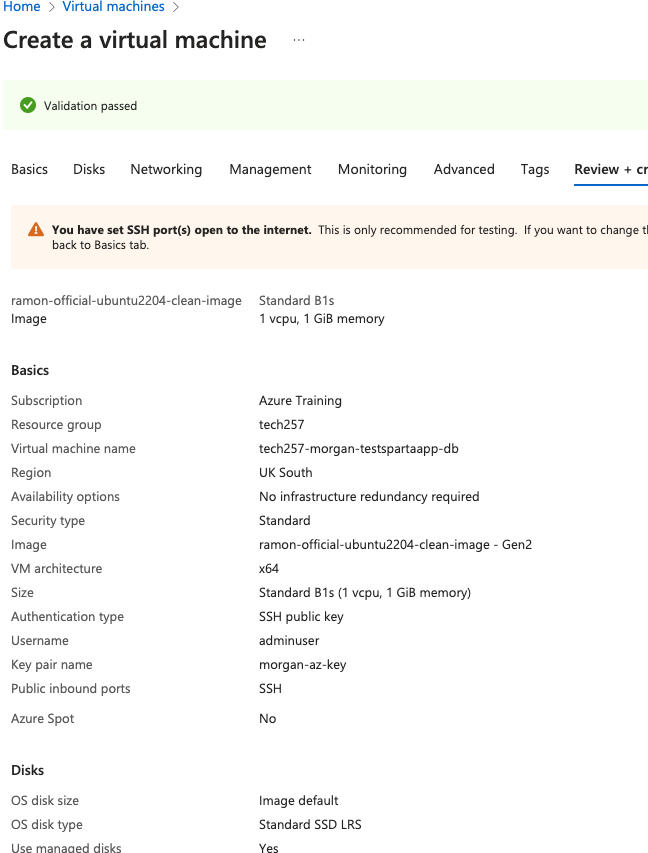 Home > Virtual machines >
Create a virtual machine ...
Validation passed
Basics Disks Networking Management Monitoring Advanced Tags Review + cr
You have set SSH port(s) open to the internet. This is only recommended for testing. If you want to change th
back to Basics tab.
ramon-official-ubuntu2204-clean-image Standard B1s
Image 1 vcpu, 1 GiB memory
Basics
Subscription Azure Training
Resource group tech257
Virtual machine name tech257-morgan-testspartaapp-db
Region UK South
Availability options No infrastructure redundancy required
Security type Standard
Image ramon-official-ubuntu2204-clean-image - Gen2
VM architecture x64
Size Standard B1s (1 vcpu, 1 GiB memory)
Authentication type SSH public key
Username adminuser
Key pair name morgan-az-key
Public inbound ports SSH
Azure Spot No
Disks
OS disk size Image default
OS disk type Standard SSD LRS
Use managed disks Yes